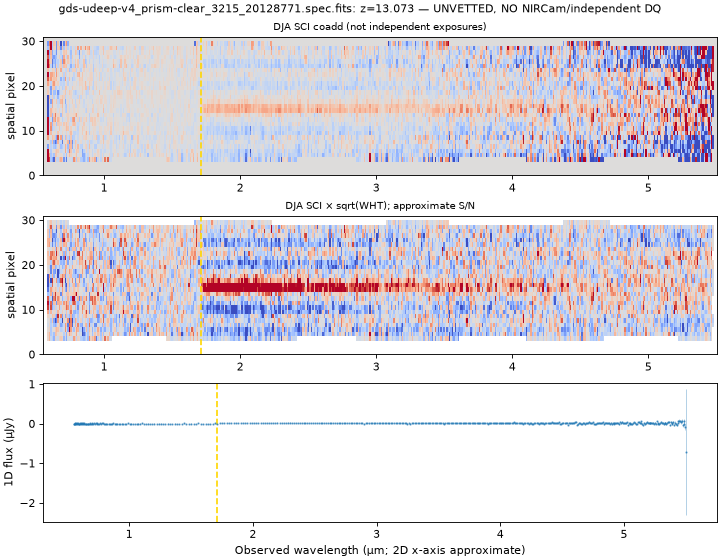 gds-udeep-v4_prism-clear_3215_20128771.spec.fits: z=13.073 — UNVETTED, NO NIRCam/independent DQ
DJA SCI coadd (not independent exposures)
spatial pixel
30
20
10
0
1 2 3 4 5
DJA SCI × sqrt(WHT); approximate S/N
spatial pixel
30
20
10
0
1 2 3 4 5
1D flux (μJy)
1
0
−1
−2
1 2 3 4 5
Observed wavelength (μm; 2D x-axis approximate)